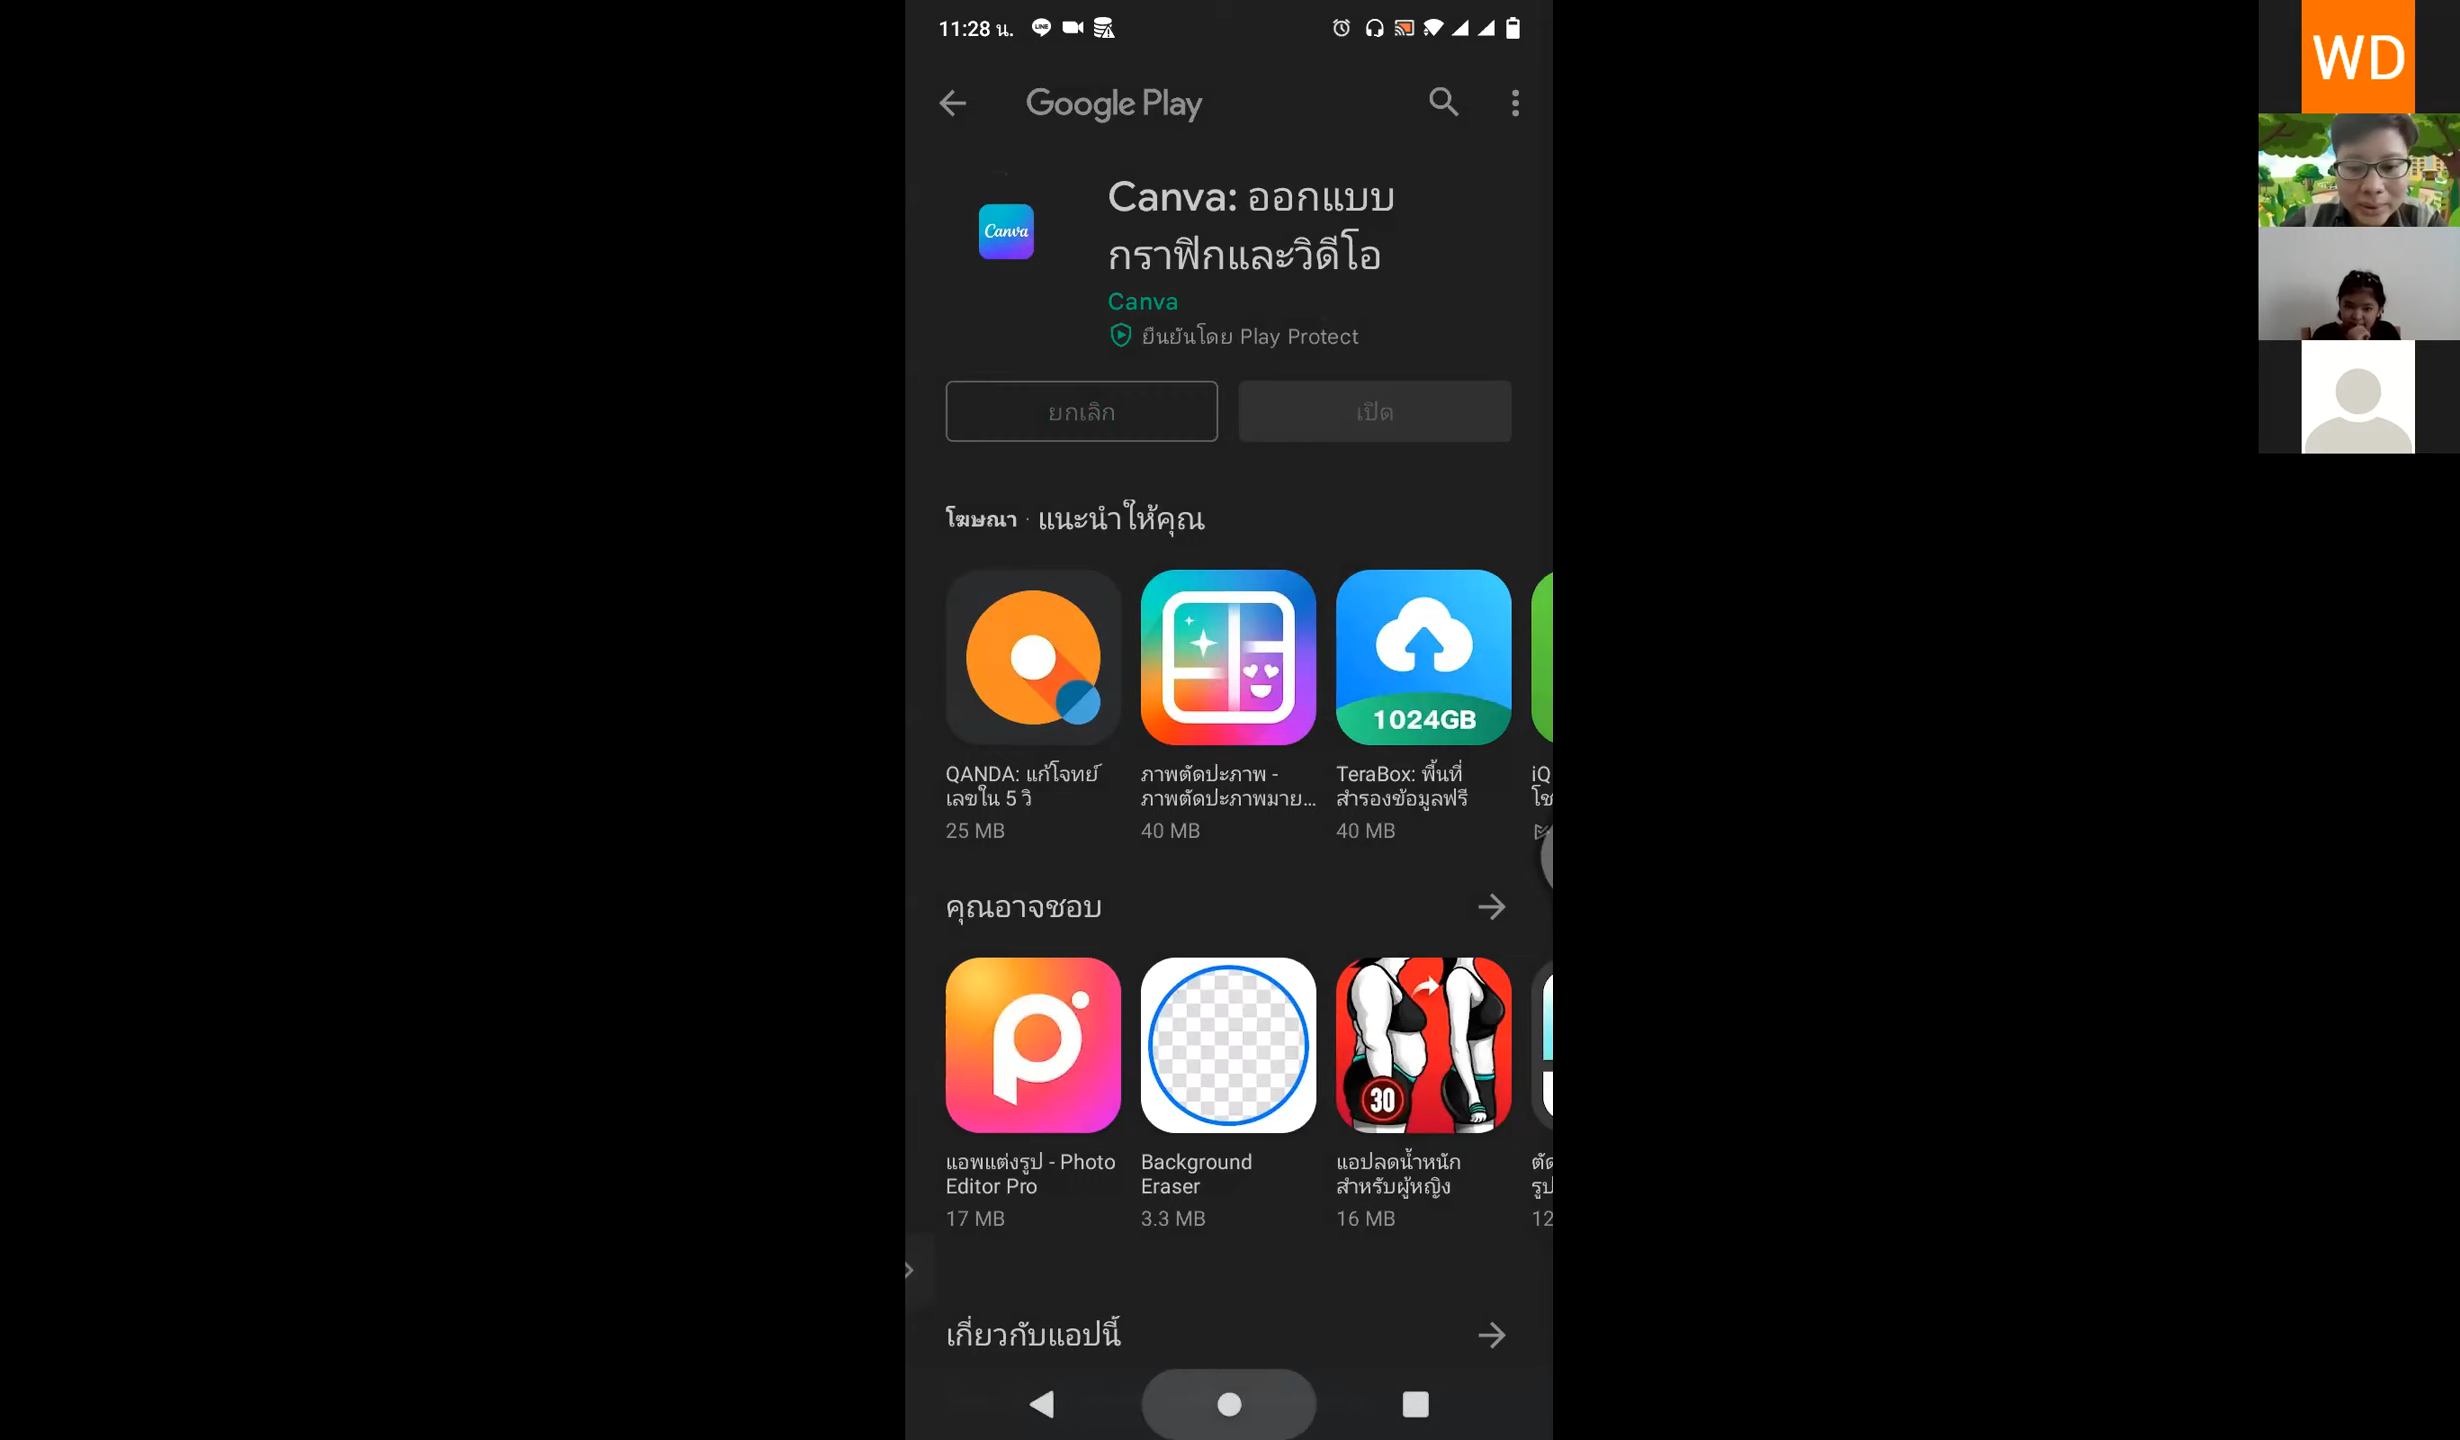 11:28 น.
Google Play
Canva
Canva: ออกแบบ
กราฟิกและวิดีโอ
Canva
ยืนยันโดย Play Protect
ยกเลิก
เปิด
โฆษณา · แนะนำให้คุณ
1024GB
QANDA: แก้โจทย์
เลขใน 5 วิ
25 MB
ภาพตัดปะภาพ -
ภาพตัดปะภาพมาย...
40 MB
TeraBox: พื้นที่
สำรองข้อมูลฟรี
40 MB
iQ
โช
คุณอาจชอบ
30
แอพแต่งรูป - Photo
Editor Pro
17 MB
Background
Eraser
3.3 MB
แอปลดน้ำหนัก
สำหรับผู้หญิง
16 MB
ตัด
รูป
12
เกี่ยวกับแอปนี้
WD